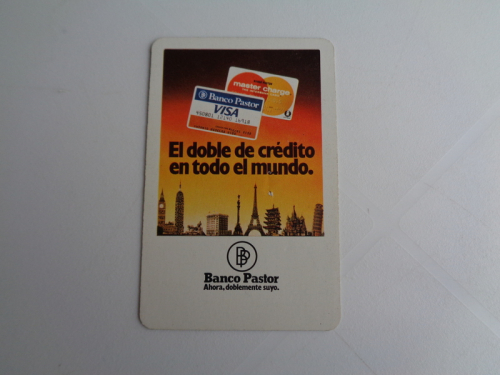 master charge
Banco Pastor
VISA
El doble de crédito
en todo el mundo.
Banco Pastor
Ahora, doblemente suyo.